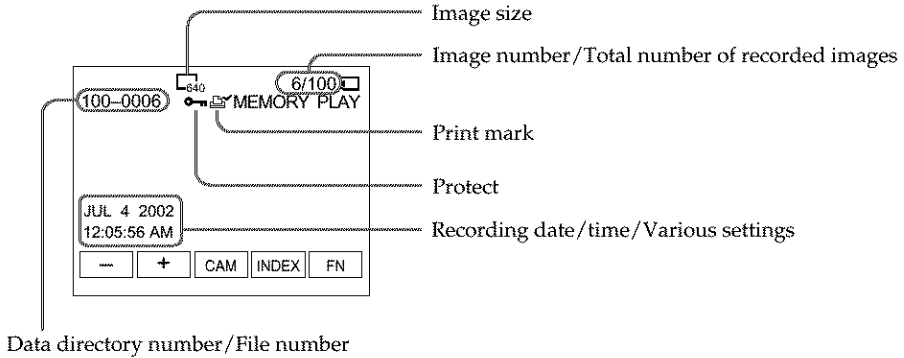 Image size
Image number/Total number of recorded images
640
6/100
100–0006
MEMORY PLAY
Print mark
Protect
JUL 4 2002
12:05:56 AM
Recording date/time/Various settings
– + CAM INDEX FN
Data directory number/File number